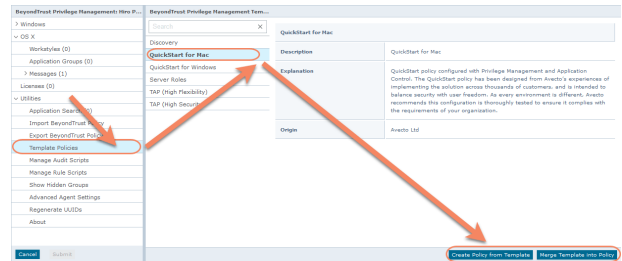 BeyondTrust Privilege Management: Hiro P...
> Windows
OS X
Workstyles (0)
Application Groups (0)
> Messages (1)
Licenses (0)
Utilities
Application Search (0)
Import BeyondTrust Policy
Export BeyondTrust Policy
Template Policies
Manage Audit Scripts
Manage Rule Scripts
Show Hidden Groups
Advanced Agent Settings
Regenerate UUIDs
About
Cancel Submit
BeyondTrust Privilege Management Tem...
Search X
Discovery
QuickStart for Mac
QuickStart for Windows
Server Roles
TAP (High Flexibility)
TAP (High Security)
QuickStart for Mac
Description QuickStart for Mac
Explanation QuickStart policy configured with Privilege Management and Application
Control. The QuickStart policy has been designed from Avecto's experiences of
implementing the solution across thousands of customers, and is intended to
balance security with user freedom. As every environment is different, Avecto
recommends this configuration is thoroughly tested to ensure it complies with
the requirements of your organization.
Origin Avecto Ltd
Create Policy from Template Merge Template into Policy